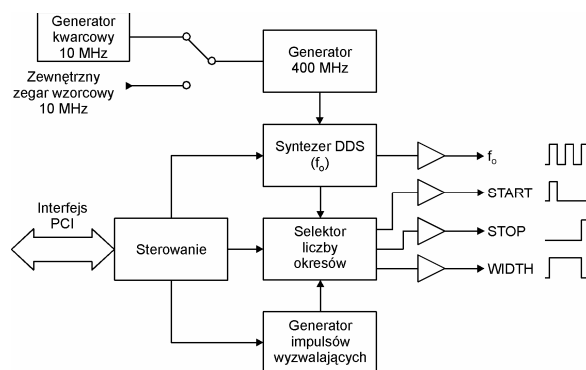 Generator
kwarcowy
10 MHz
Zewnętrzny
zegar wzorcowy
10 MHz
Generator
400 MHz
Syntezer DDS
(fo)
fo
START
Interfejs
PCI
Sterowanie
Selektor
liczby
okresów
STOP
WIDTH
Generator
impulsów
wyzwalających